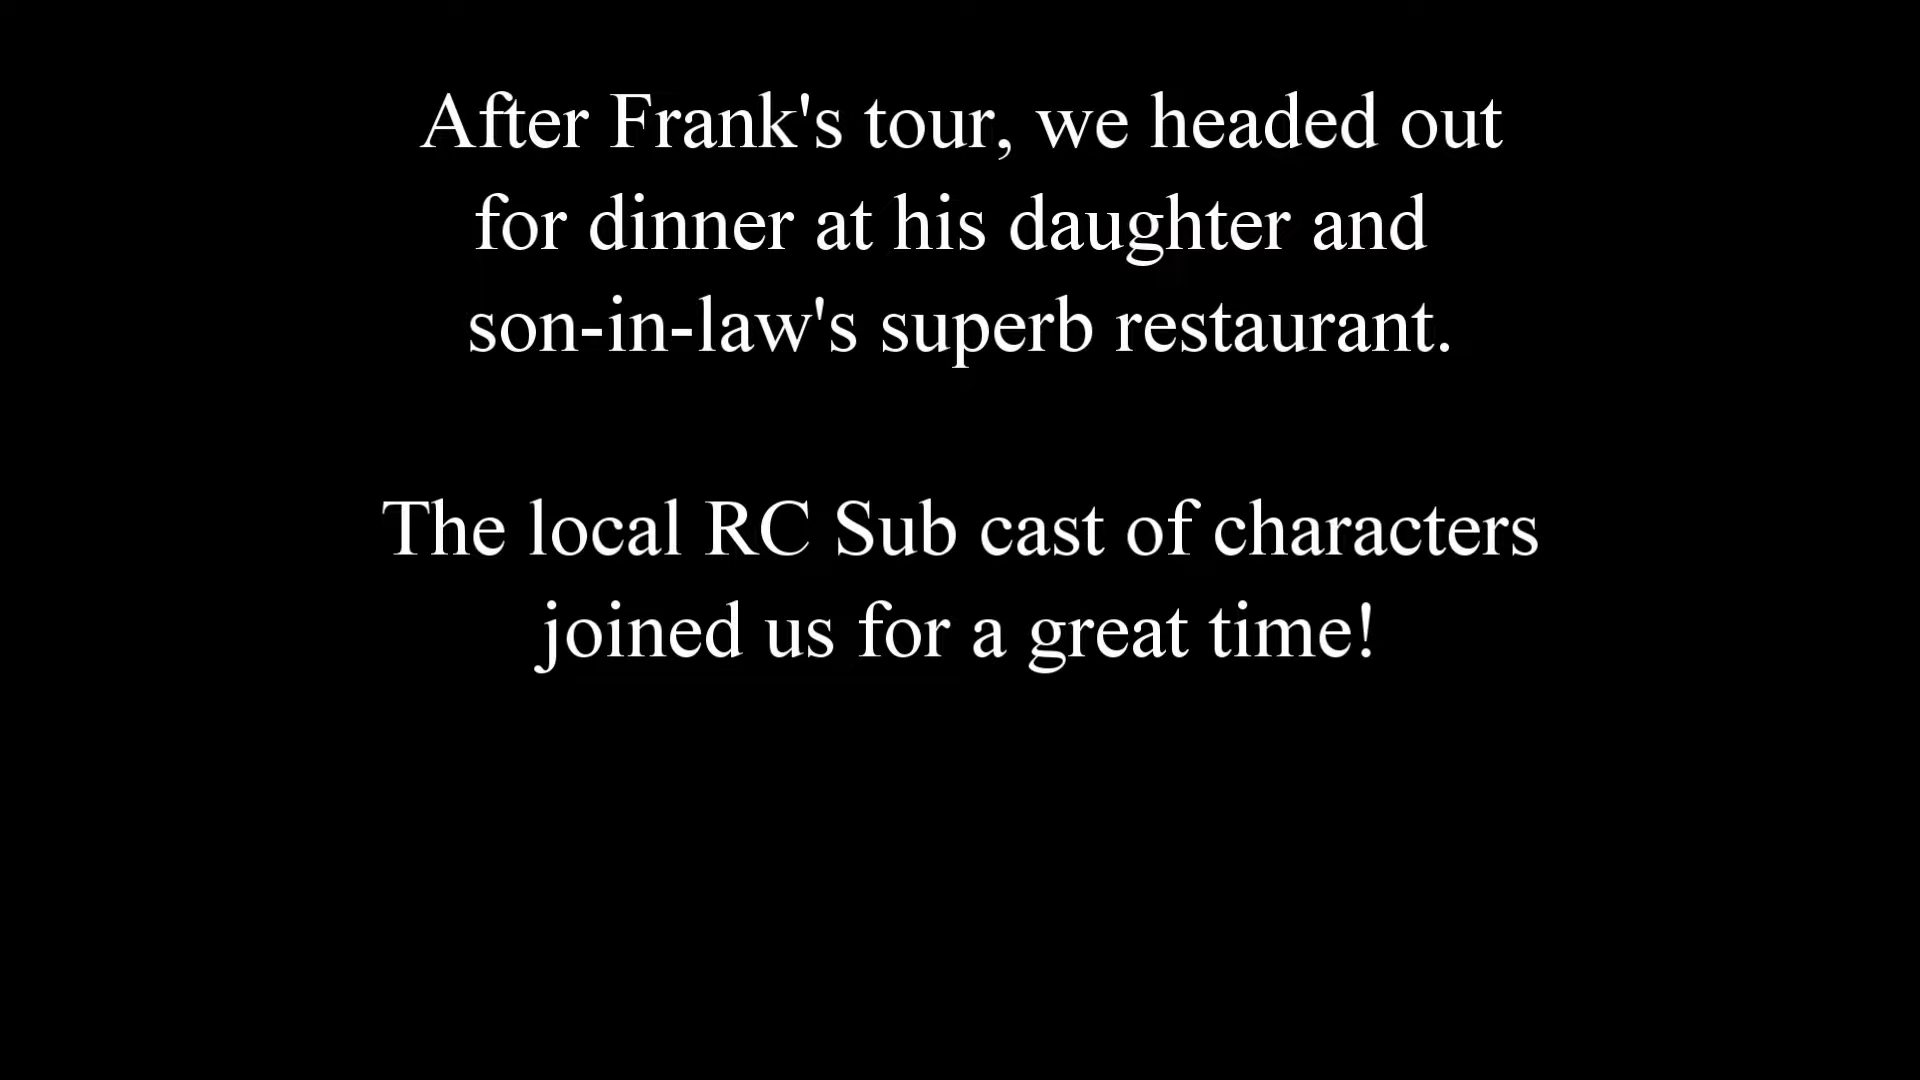 After Frank's tour, we headed out
for dinner at his daughter and
son-in-law's superb restaurant.
The local RC Sub cast of characters
joined us for a great time!